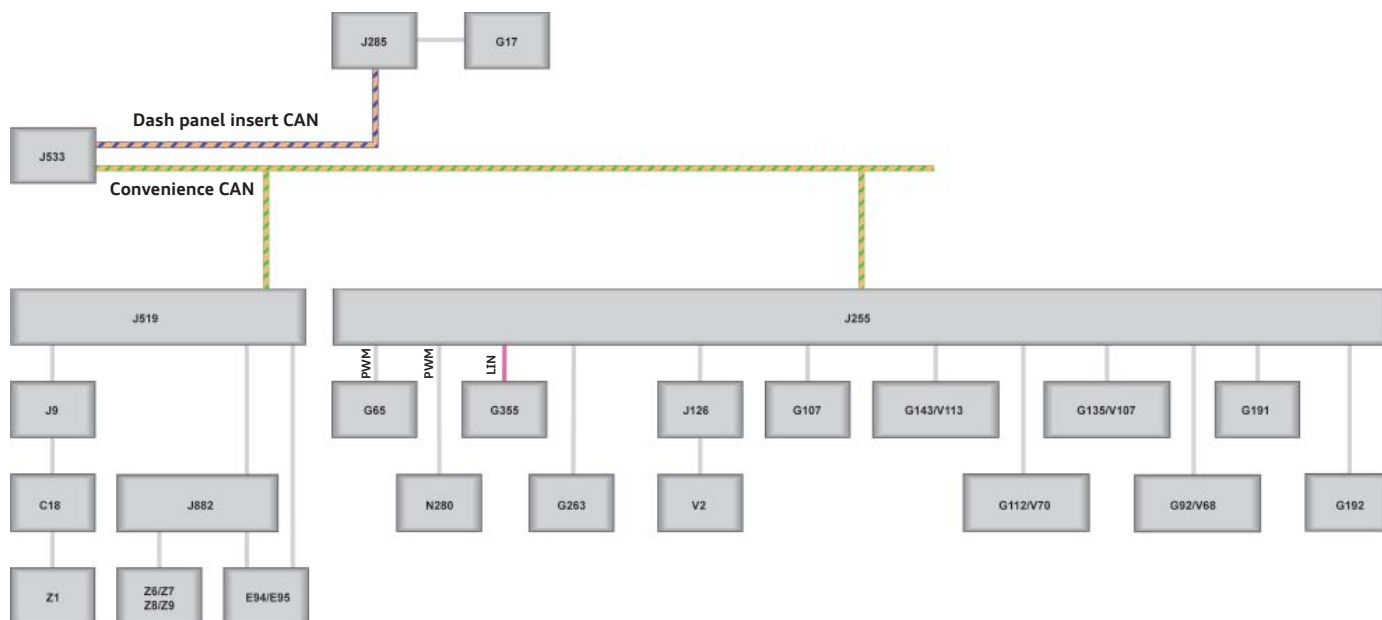 J285
G17
Dash panel insert CAN
J533
Convenience CAN
J519
J255
PWM
PWM
LIN
J9
G65
G355
J126
G107
G143/V113
G135/V107
G191
C18
J882
N280
G263
V2
G112/V70
G92/V68
G192
Z1
Z6/Z7
Z8/Z9
E94/E95